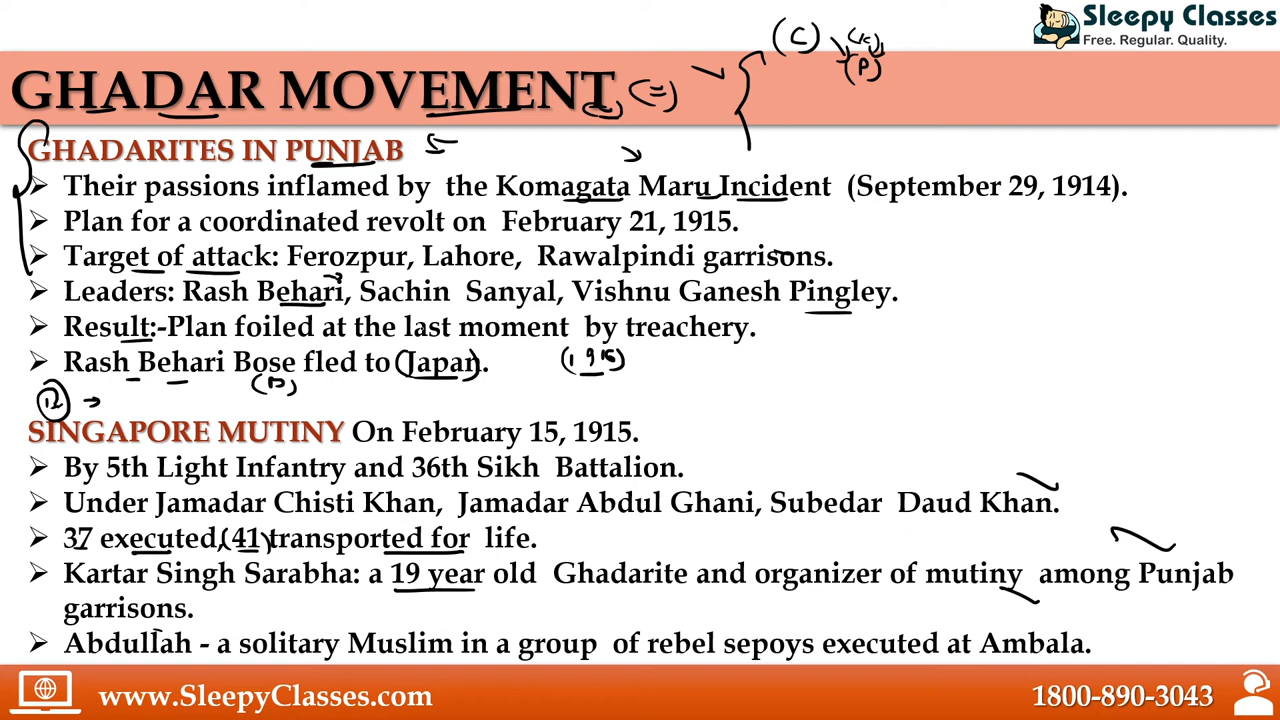 Sleepy Classes
Free. Regular. Quality.
(C)
(P)
GHADAR MOVEMENT
GHADARITES IN PUNJAB
➢ Their passions inflamed by the Komagata Maru Incident (September 29, 1914).
➢ Plan for a coordinated revolt on February 21, 1915.
➢ Target of attack: Ferozpur, Lahore, Rawalpindi garrisons.
➢ Leaders: Rash Behari, Sachin Sanyal, Vishnu Ganesh Pingley.
➢ Result:-Plan foiled at the last moment by treachery.
➢ Rash Behari Bose fled to Japan. (1915)
12
SINGAPORE MUTINY On February 15, 1915.
➢ By 5th Light Infantry and 36th Sikh Battalion.
➢ Under Jamadar Chisti Khan, Jamadar Abdul Ghani, Subedar Daud Khan.
➢ 37 executed,(41)transported for life.
➢ Kartar Singh Sarabha: a 19 year old Ghadarite and organizer of mutiny among Punjab
garrisons.
➢ Abdullah - a solitary Muslim in a group of rebel sepoys executed at Ambala.
www.SleepyClasses.com
1800-890-3043